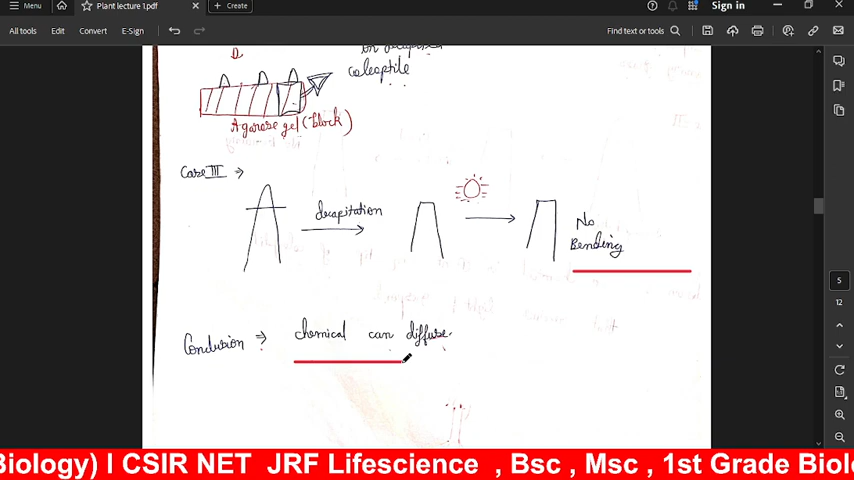 Menu
Plant lecture 1.pdf
Create
Sign in
All tools
Edit
Convert
E-Sign
Find text or tools
coleoptile
Agarose gel (block)
Case III
decapitation
No
Bending
Conclusion ⇒ chemical can diffuse.
5
12
Biology) I CSIR NET JRF Lifescience , Bsc , Msc , 1st Grade Biol